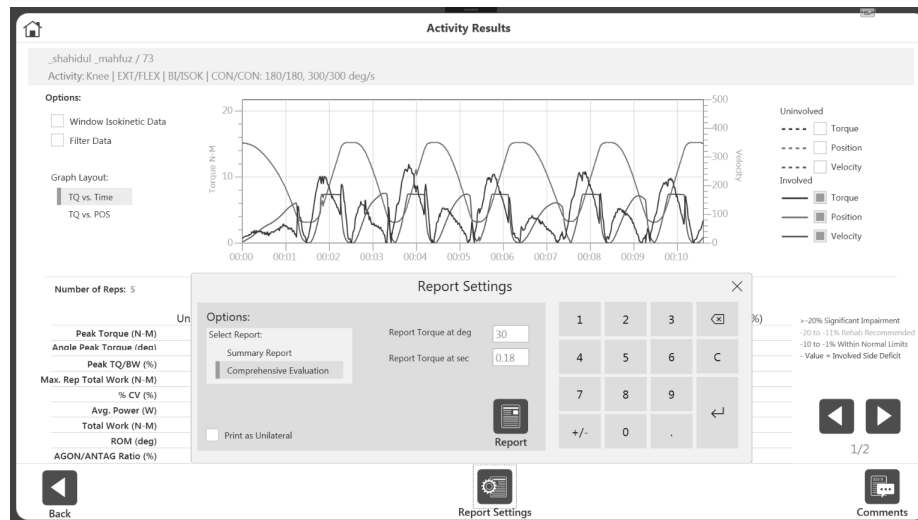 Activity Results
_shahidul _mahfuz / 73
Activity: Knee | EXT/FLEX | BI/ISOK | CON/CON: 180/180, 300/300 deg/s
Options:
Window Isokinetic Data
Filter Data
Graph Layout:
TQ vs. Time
TQ vs. POS
Torque N-M
20
10
0
500
400
300
200
100
0
Velocity
00:00 00:01 00:02 00:03 00:04 00:05 00:06 00:07 00:08 00:09 00:10
Uninvolved
Torque
Position
Velocity
Involved
Torque
Position
Velocity
Number of Reps: 5
Un
%)
Peak Torque (N-M)
Angle Peak Torque (deg)
Peak TQ/BW (%)
Max. Rep Total Work (N-M)
% CV (%)
Avg. Power (W)
Total Work (N-M)
ROM (deg)
AGON/ANTAG Ratio (%)
Report Settings
Options:
Select Report:
Summary Report
Comprehensive Evaluation
Print as Unilateral
Report Torque at deg 30
Report Torque at sec 0.18
Report
1 2 3
4 5 6 C
7 8 9
+/- 0 .
>-20% Significant Impairment
-20 to -11% Rehab Recommended
-10 to -1% Within Normal Limits
- Value = Involved Side Deficit
1/2
Back
Report Settings
Comments